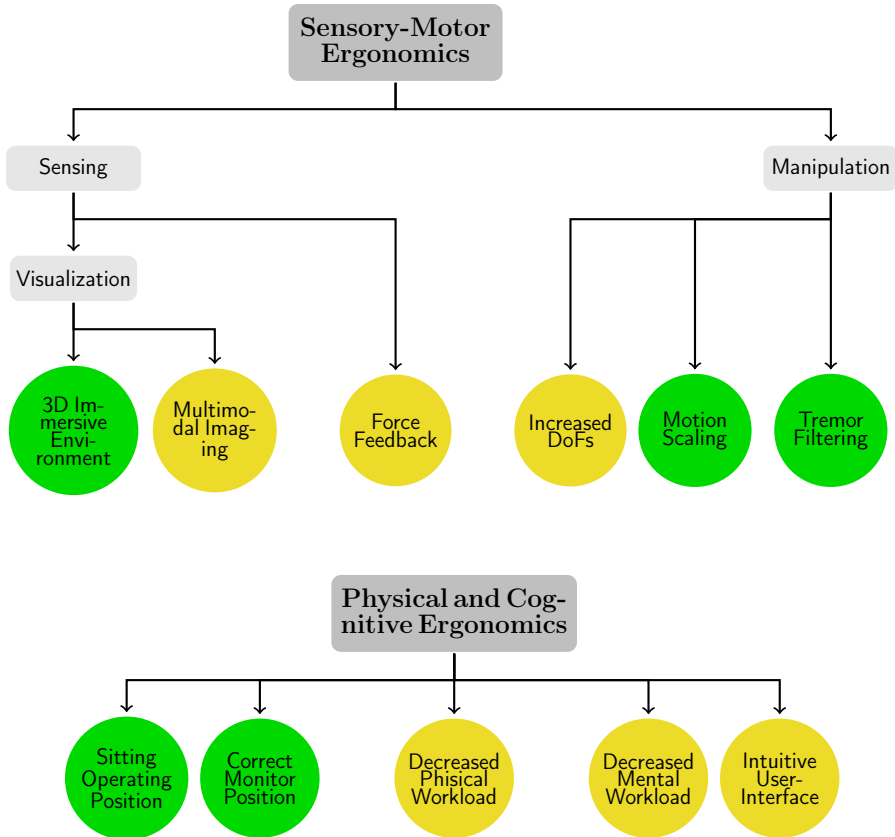 Sensory-Motor
Ergonomics
Sensing
Manipulation
Visualization
3D Im-
mersive
Envi-
ronment
Multimo-
dal Imag-
ing
Force
Feedback
Increased
DoFs
Motion
Scaling
Tremor
Filtering
Physical and Cog-
nitive Ergonomics
Sitting
Operating
Position
Correct
Monitor
Position
Decreased
Phisical
Workload
Decreased
Mental
Workload
Intuitive
User-
Interface